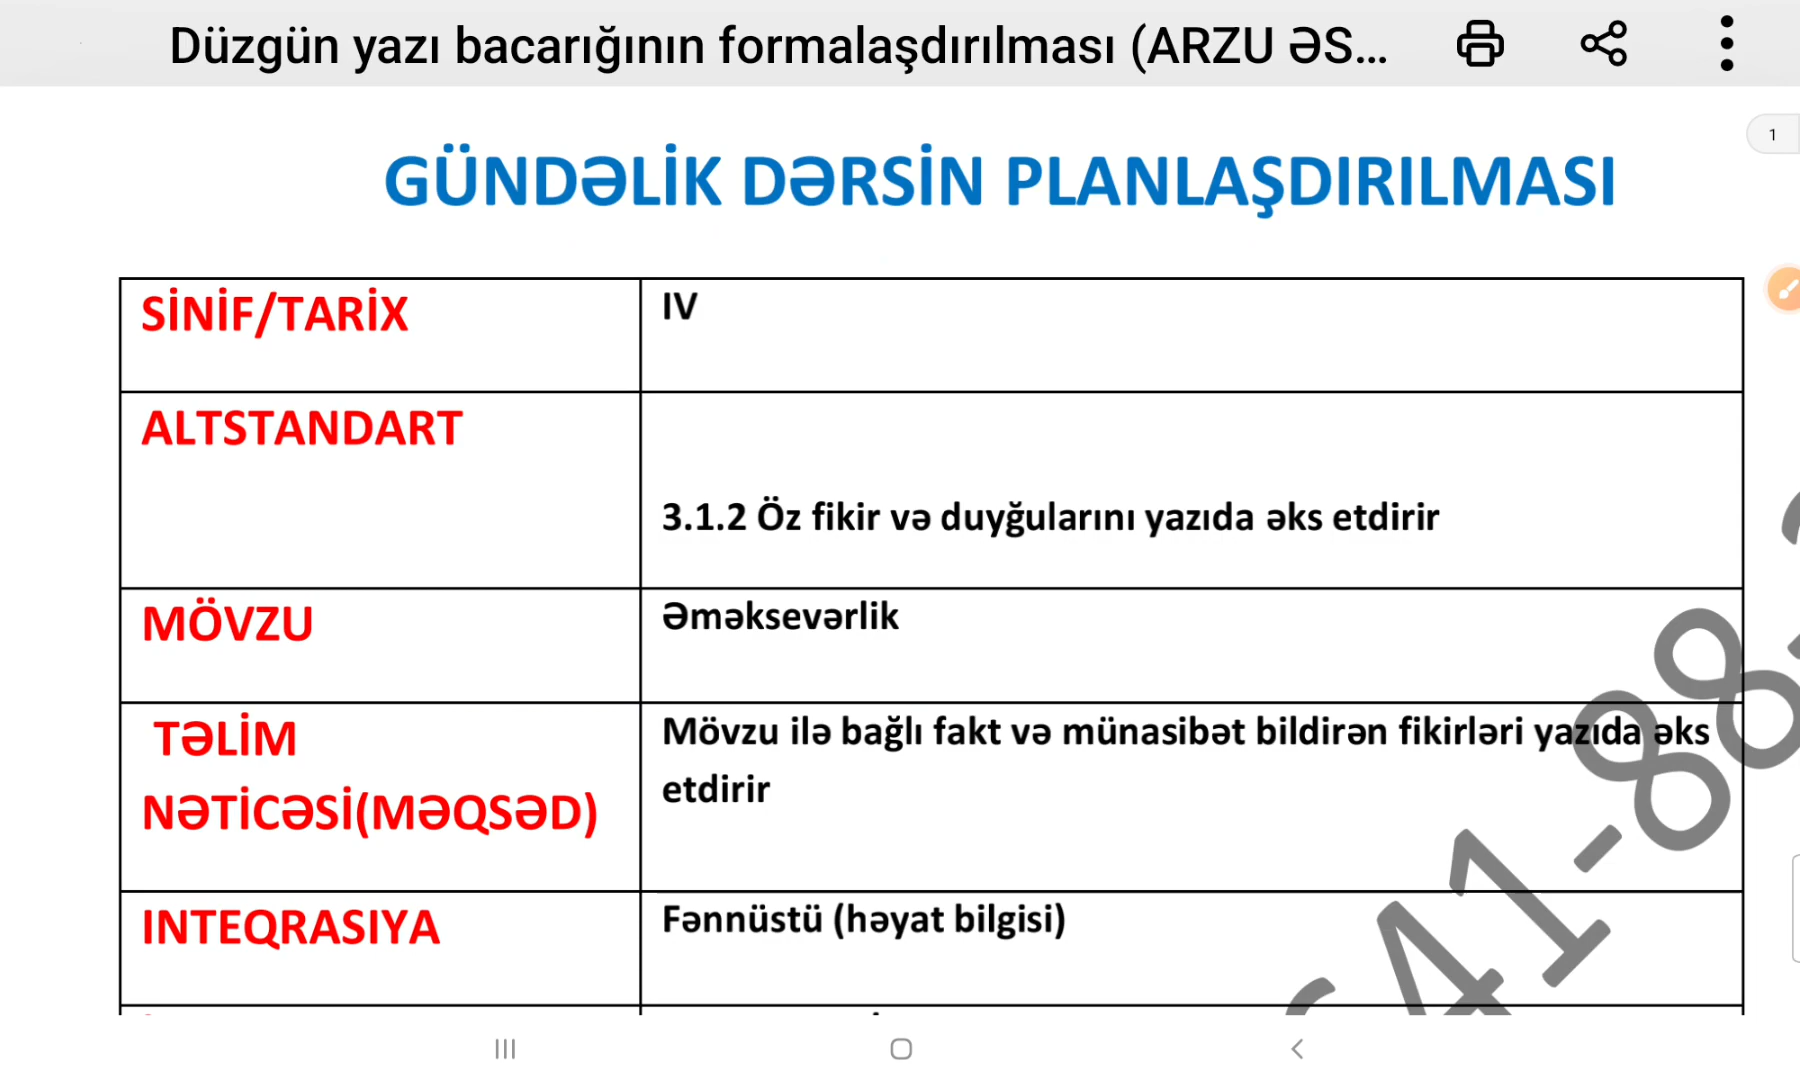 Düzgün yazı bacarığının formalaşdırılması (ARZU ƏS...
1
GÜNDƏLİK DƏRSİN PLANLAŞDIRILMASI
SİNİF/TARİX
IV
ALTSTANDART
3.1.2 Öz fikir və duyğularını yazıda əks etdirir
MÖVZU
Əməksevərlik
TƏLİM
NƏTİCƏSİ(MƏQSƏD)
Mövzu ilə bağlı fakt və münasibət bildirən fikirləri yazıda əks
etdirir
INTEQRASIYA
Fənnüstü (həyat bilgisi)
41-88-